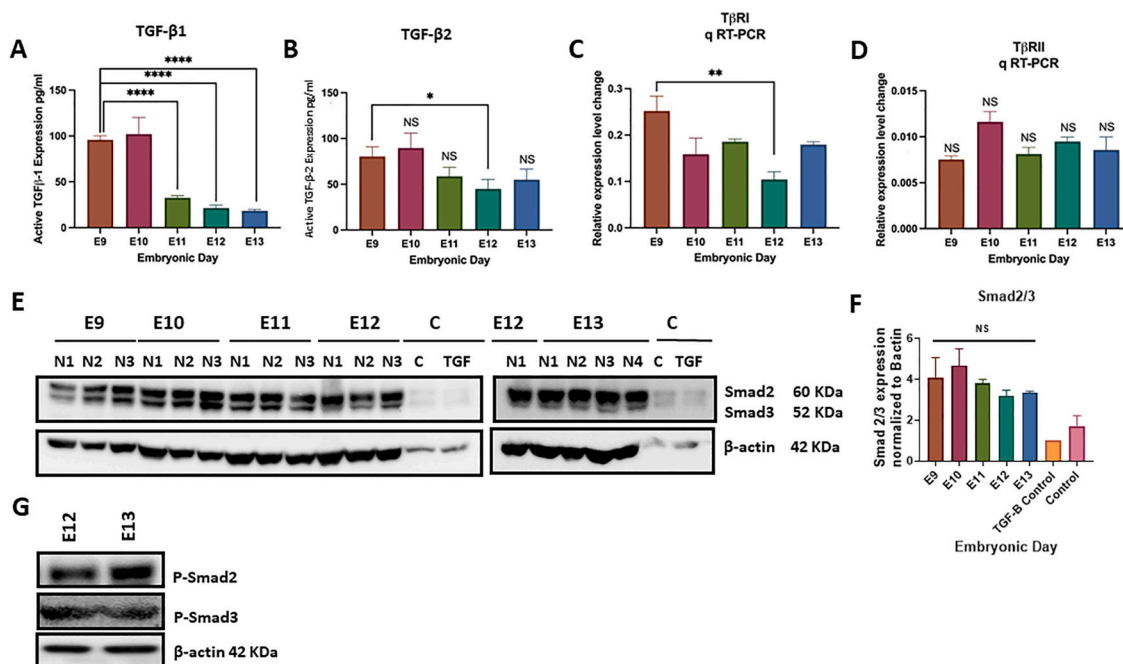 A
TGF-β1
Active TGFβ-1 Expression pg/ml
150
100
50
0
****
****
****
E9 E10 E11 E12 E13
Embryonic Day
B
TGF-β2
Active TGF-β-2 Expression pg/ml
150
100
50
0
*
NS
NS
NS
E9 E10 E11 E12 E13
Embryonic Day
C
TβRI
q RT-PCR
Relative expression level change
0.3
0.2
0.1
0.0
**
E9 E10 E11 E12 E13
Embryonic Day
D
TβRII
q RT-PCR
Relative expression level change
0.015
0.010
0.005
0.000
NS NS NS NS NS
E9 E10 E11 E12 E13
Embryonic Day
E
E9 E10 E11 E12 C E12 E13 C
N1 N2 N3 N1 N2 N3 N1 N2 N3 N1 N2 N3 C TGF N1 N1 N2 N3 N4 C TGF
Smad2 60 KDa
Smad3 52 KDa
β-actin 42 KDa
F
Smad2/3
Smad 2/3 expression
normalized to Bactin
6
4
2
0
NS
E9 E10 E11 E12 E13 TGF-B Control Control
Embryonic Day
G
E12 E13
P-Smad2
P-Smad3
β-actin 42 KDa